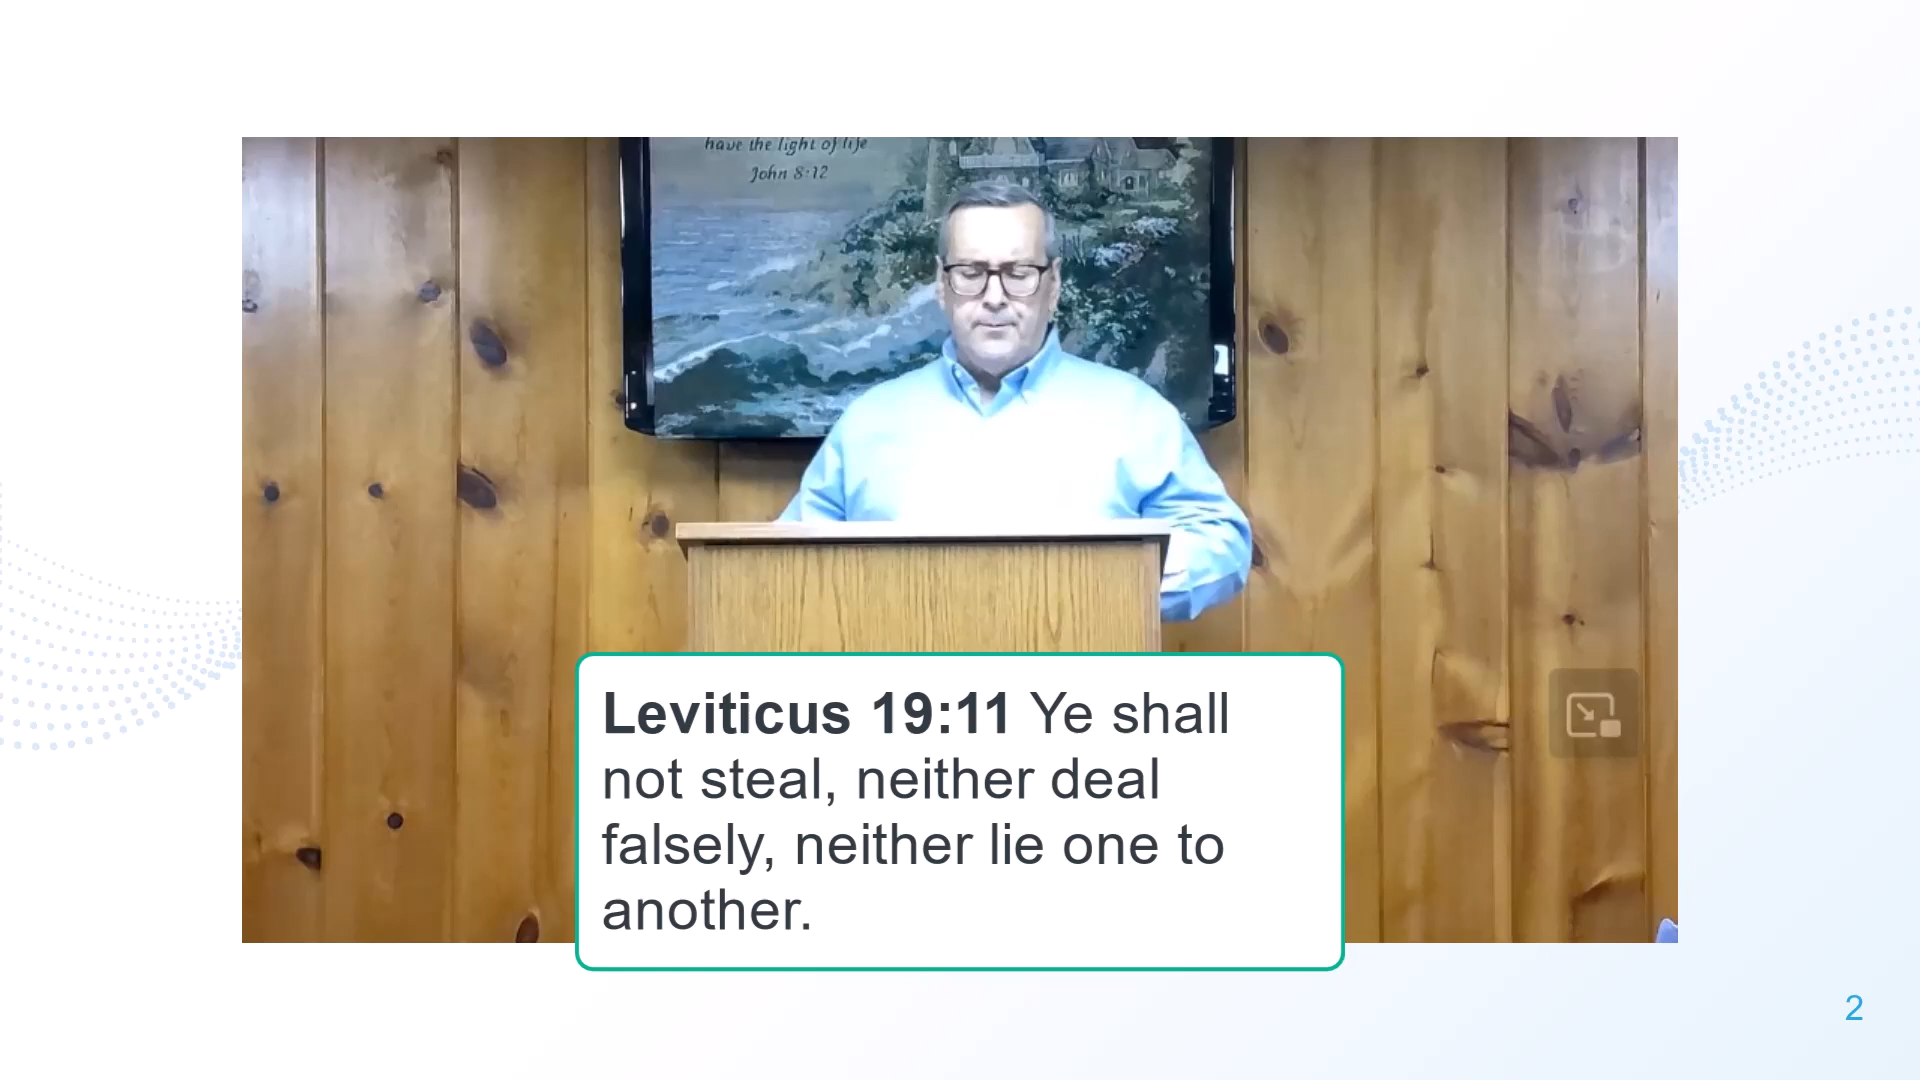 have the light of life
John 8:12
Leviticus 19:11 Ye shall
not steal, neither deal
falsely, neither lie one to
another.
2